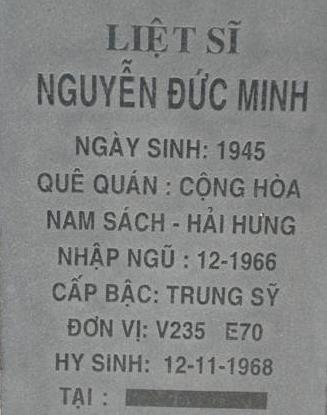 LIỆT SĨ
NGUYỄN ĐỨC MINH
NGÀY SINH: 1945
QUÊ QUÁN : CỘNG HÒA
NAM SÁCH - HẢI HƯNG
NHẬP NGŨ : 12-1966
CẤP BẬC: TRUNG SỸ
ĐƠN VỊ: V235 E70
HY SINH: 12-11-1968
TẠI :